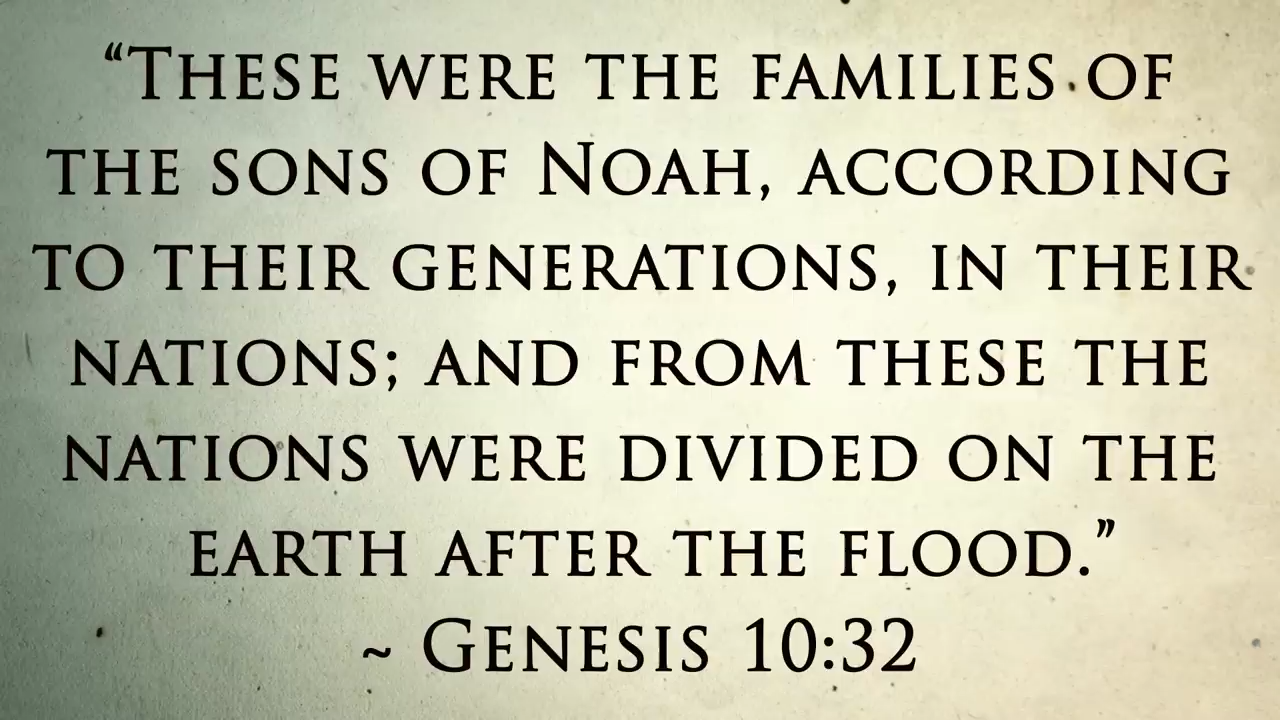 “These were the families of
the sons of Noah, according
to their generations, in their
nations; and from these the
nations were divided on the
earth after the flood.”
~ Genesis 10:32